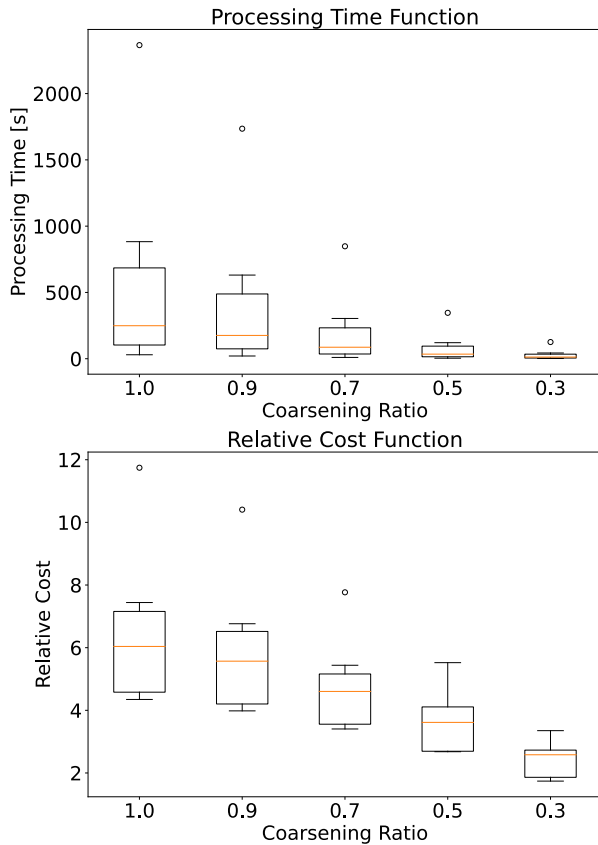 Processing Time Function
Processing Time [s]
2000
1500
1000
500
0
1.0 0.9 0.7 0.5 0.3
Coarsening Ratio
Relative Cost Function
Relative Cost
12
10
8
6
4
2
1.0 0.9 0.7 0.5 0.3
Coarsening Ratio